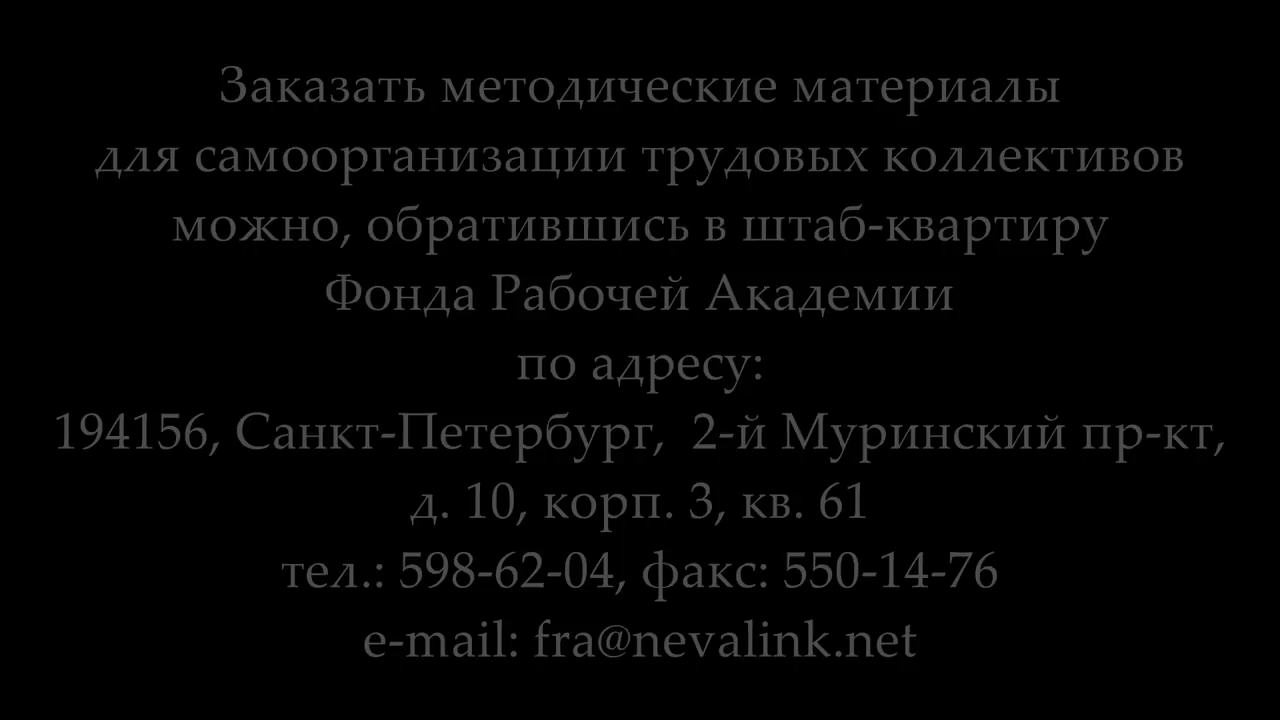 Заказать методические материалы
для самоорганизации трудовых коллективов
можно, обратившись в штаб-квартиру
Фонда Рабочей Академии
по адресу:
194156, Санкт-Петербург,  2-й Муринский пр-кт,
д. 10, корп. 3, кв. 61
тел.: 598-62-04, факс: 550-14-76
e-mail: fra@nevalink.net